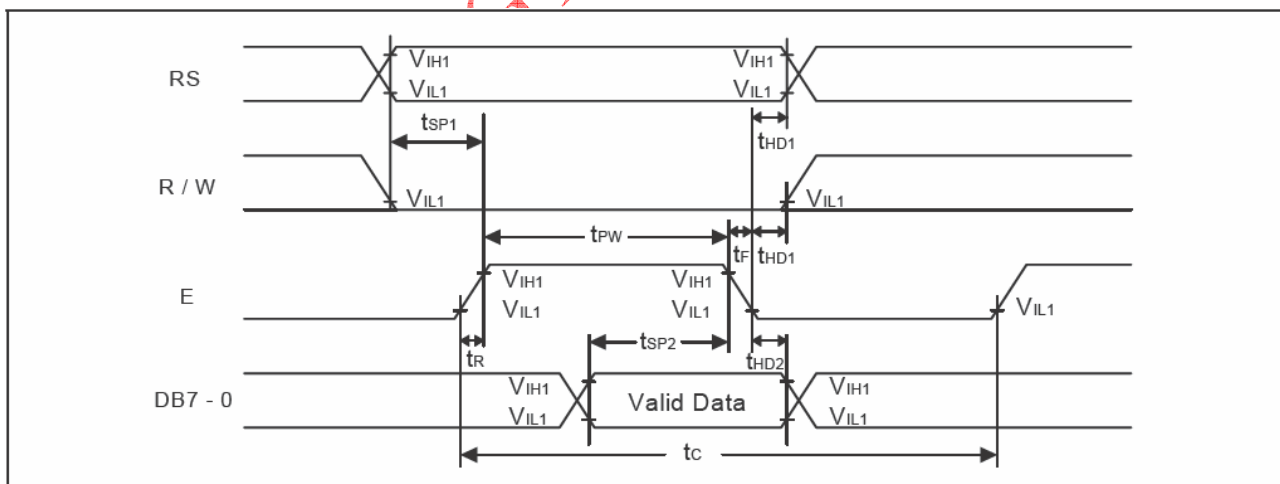 RS
VIH1
VIL1
VIH1
VIL1
tSP1
tHD1
R / W
VIL1
VIL1
tPW
tF
tHD1
E
VIH1
VIL1
VIH1
VIL1
VIL1
tR
tSP2
tHD2
DB7 - 0
VIH1
VIL1
Valid Data
VIH1
VIL1
tC